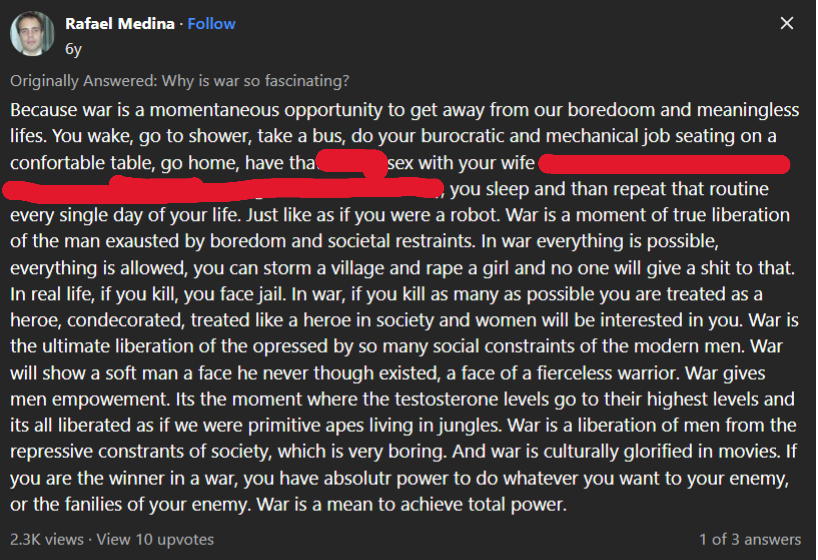 Rafael Medina · Follow
6y
Originally Answered: Why is war so fascinating?
Because war is a momentaneous opportunity to get away from our boredoom and meaningless
lifes. You wake, go to shower, take a bus, do your burocratic and mechanical job seating on a
confortable table, go home, have tha sex with your wife
, you sleep and than repeat that routine
every single day of your life. Just like as if you were a robot. War is a moment of true liberation
of the man exausted by boredom and societal restraints. In war everything is possible,
everything is allowed, you can storm a village and rape a girl and no one will give a shit to that.
In real life, if you kill, you face jail. In war, if you kill as many as possible you are treated as a
heroe, condecorated, treated like a heroe in society and women will be interested in you. War is
the ultimate liberation of the opressed by so many social constraints of the modern men. War
will show a soft man a face he never though existed, a face of a fierceless warrior. War gives
men empowement. Its the moment where the testosterone levels go to their highest levels and
its all liberated as if we were primitive apes living in jungles. War is a liberation of men from the
repressive constrants of society, which is very boring. And war is culturally glorified in movies. If
you are the winner in a war, you have absolutr power to do whatever you want to your enemy,
or the fanilies of your enemy. War is a mean to achieve total power.
2.3K views · View 10 upvotes
1 of 3 answers